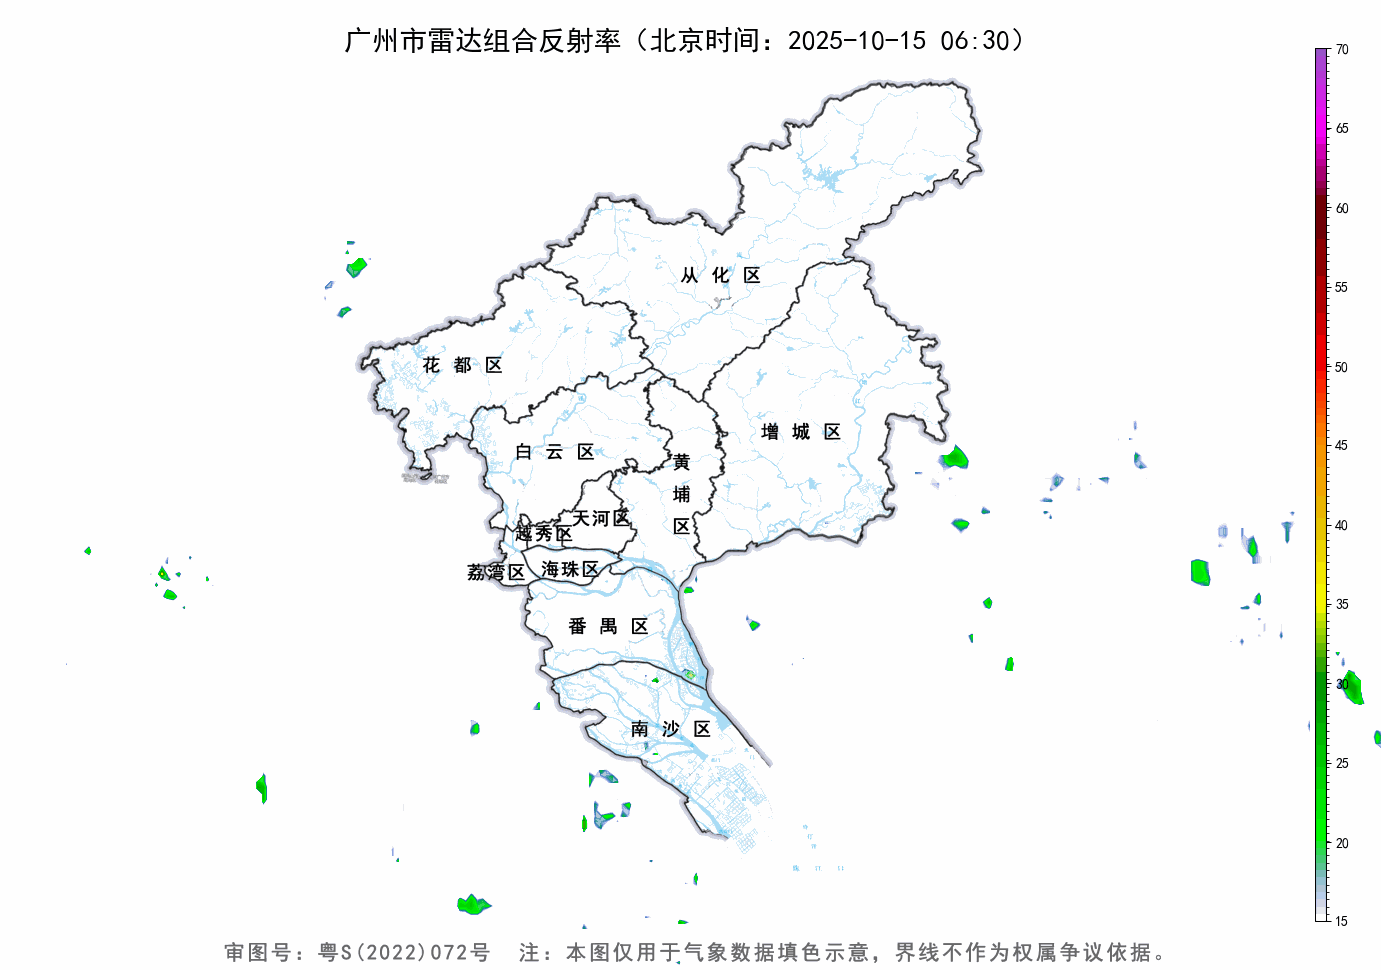 广州市雷达组合反射率（北京时间：2025-10-15 06:30）
70
65
60
55
50
45
40
35
30
25
20
15
从化区
花都区
增城区
白云区
黄埔区
天河区
越秀区
海珠区
荔湾区
番禺区
南沙区
审图号：粤S(2022)072号 注：本图仅用于气象数据填色示意，界线不作为权属争议依据。